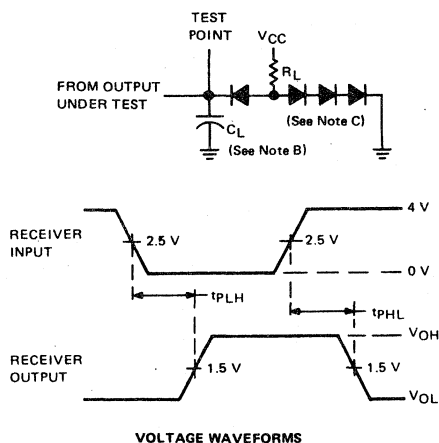 TEST
POINT
VCC
RL
FROM OUTPUT
UNDER TEST
(See Note C)
CL
(See Note B)
4 V
RECEIVER
INPUT
2.5 V
2.5 V
0 V
tPLH
tPHL
VOH
RECEIVER
OUTPUT
1.5 V
1.5 V
VOL
VOLTAGE WAVEFORMS